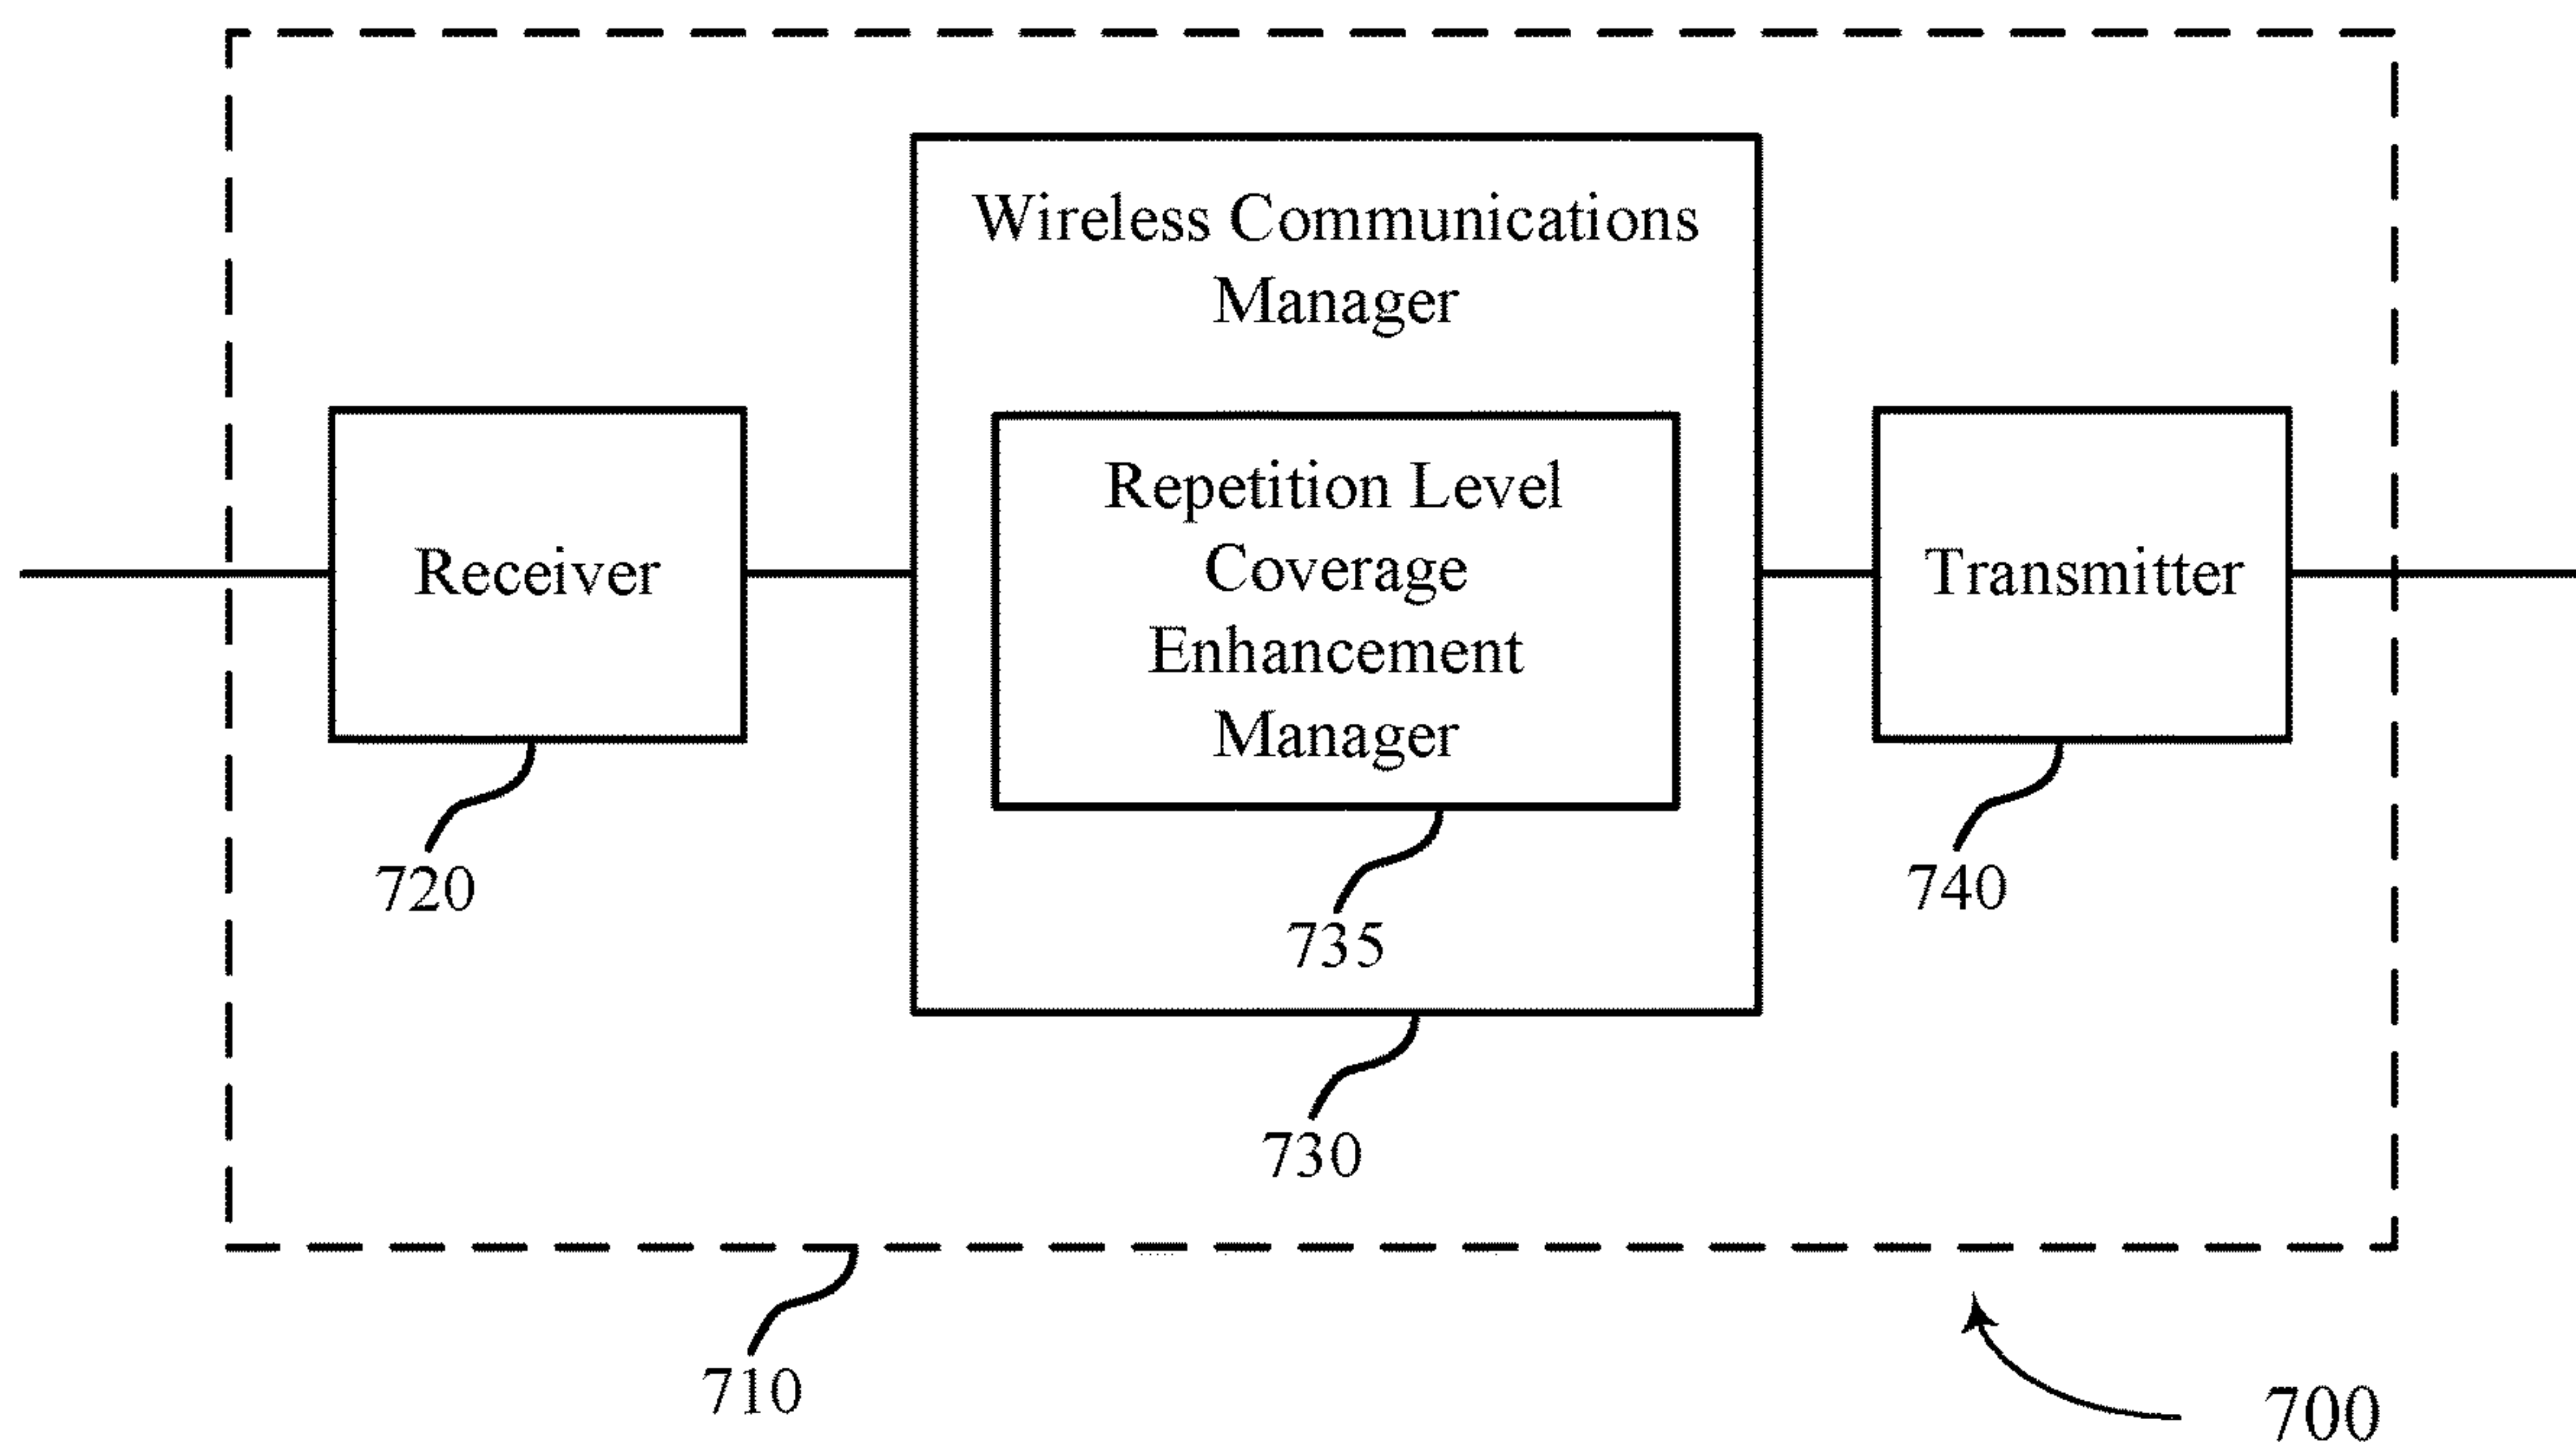 Wireless Communications
Manager
Receiver
Repetition Level
Coverage
Enhancement
Manager
Transmitter
720
735
740
730
710
700